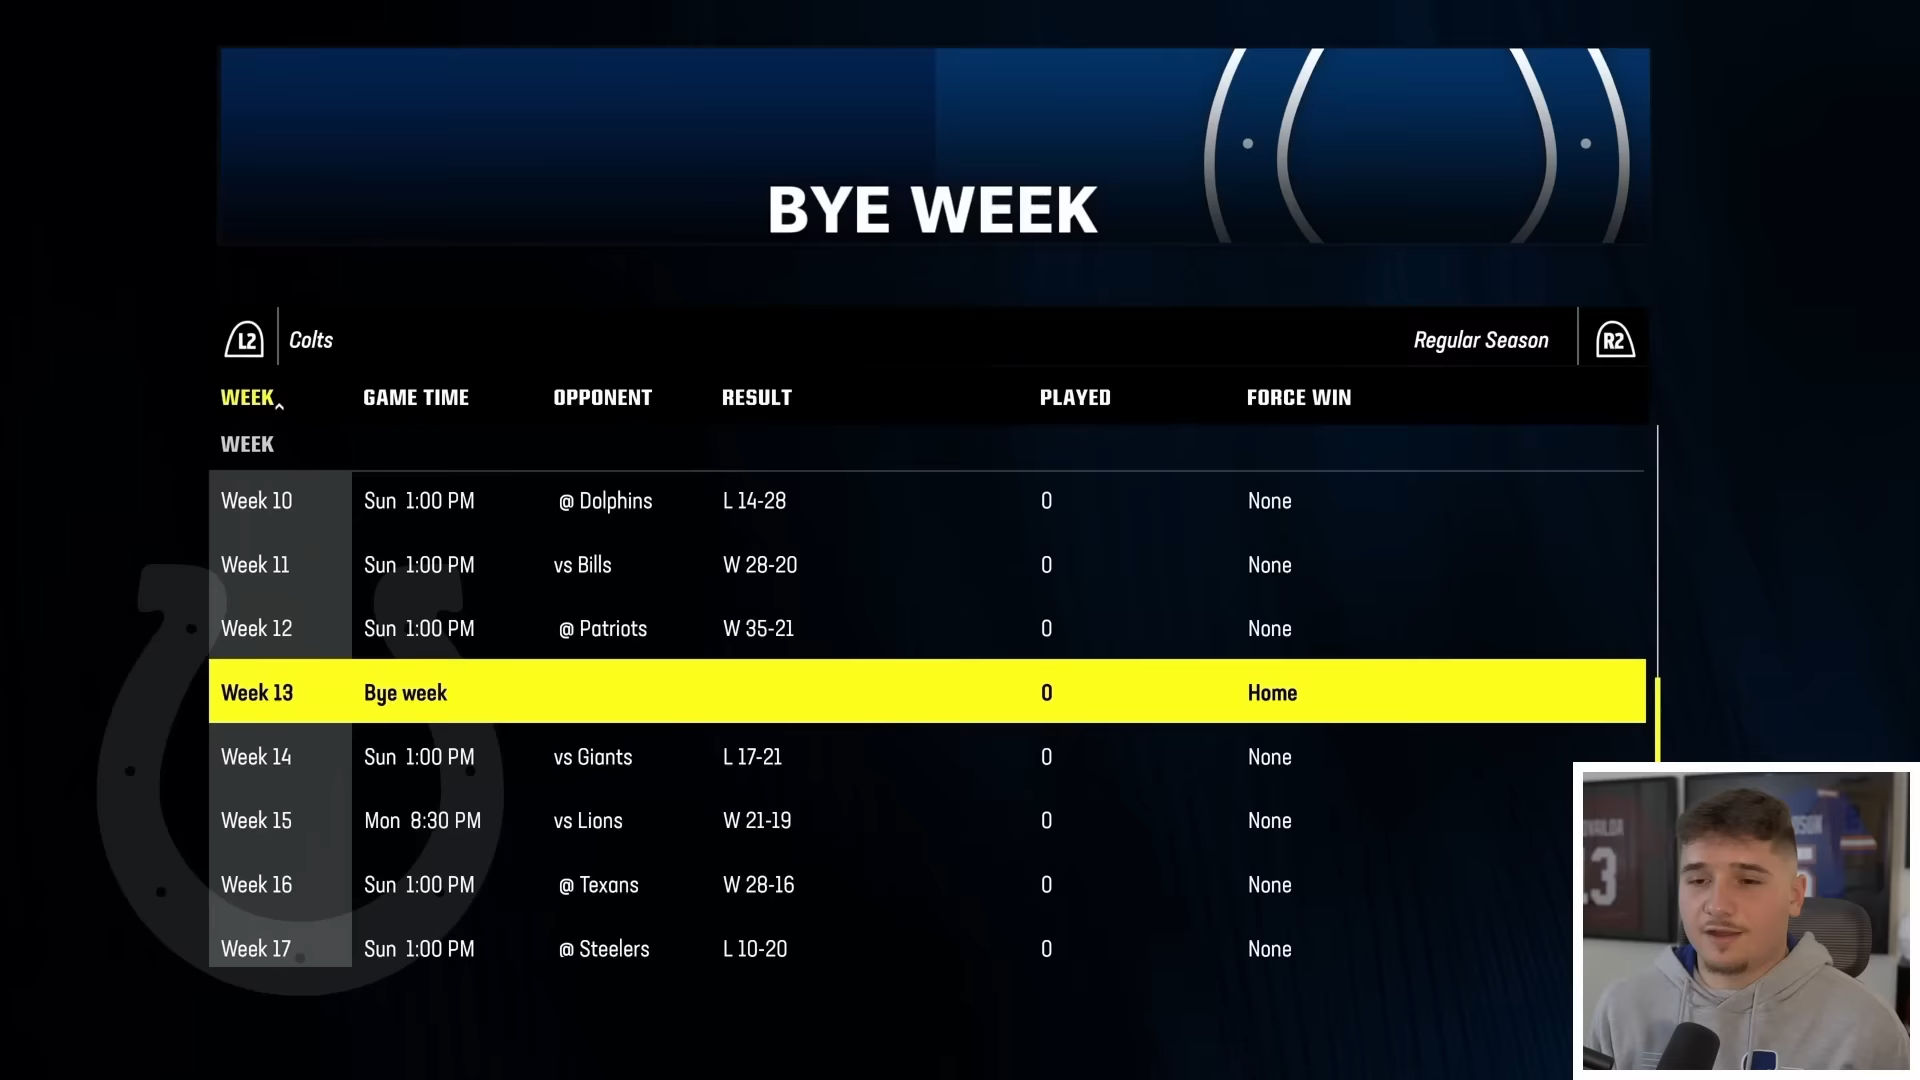 BYE WEEK
L2 Colts Regular Season R2
WEEK GAME TIME OPPONENT RESULT PLAYED FORCE WIN
WEEK
Week 10 Sun 1:00 PM @ Dolphins L 14-28 0 None
Week 11 Sun 1:00 PM vs Bills W 28-20 0 None
Week 12 Sun 1:00 PM @ Patriots W 35-21 0 None
Week 13 Bye week 0 Home
Week 14 Sun 1:00 PM vs Giants L 17-21 0 None
Week 15 Mon 8:30 PM vs Lions W 21-19 0 None
Week 16 Sun 1:00 PM @ Texans W 28-16 0 None
Week 17 Sun 1:00 PM @ Steelers L 10-20 0 None
13